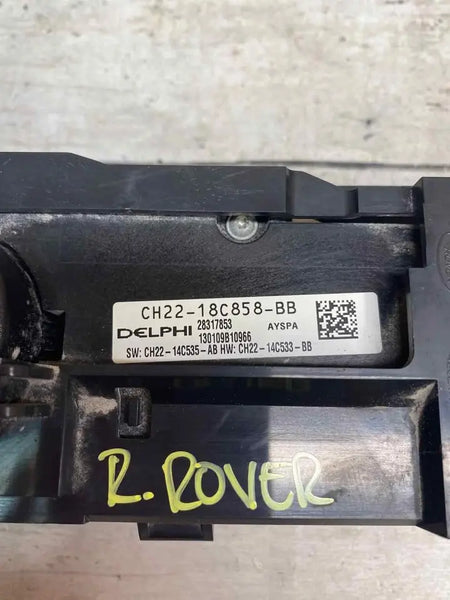 CH22-18C858-BB
DELPHI 28317853 AYSPA
130109B10966
SW: CH22-14C535-AB HW: CH22-14C533-BB
R. ROVER